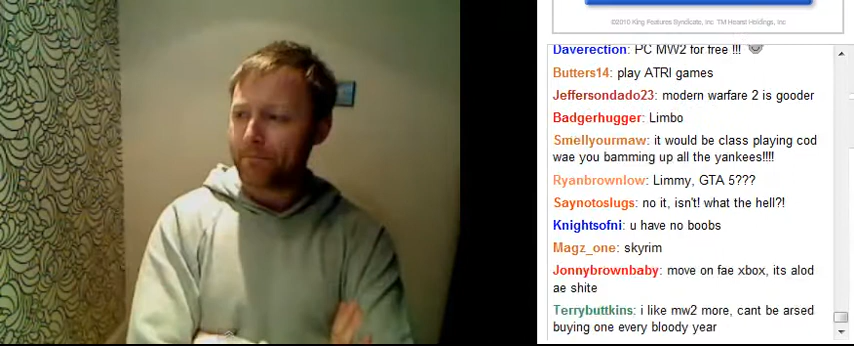 ©2010 King Features Syndicate, Inc TM Hearst Holdings, Inc
Daverection: PC MW2 for free !!!
Butters14: play ATRI games
Jeffersondado23: modern warfare 2 is gooder
Badgerhugger: Limbo
Smellyourmaw: it would be class playing cod
wae you bamming up all the yankees!!!!
Ryanbrownlow: Limmy, GTA 5???
Saynotoslugs: no it, isn't! what the hell?!
Knightsofni: u have no boobs
Magz_one: skyrim
Jonnybrownbaby: move on fae xbox, its alod
ae shite
Terrybuttkins: i like mw2 more, cant be arsed
buying one every bloody year